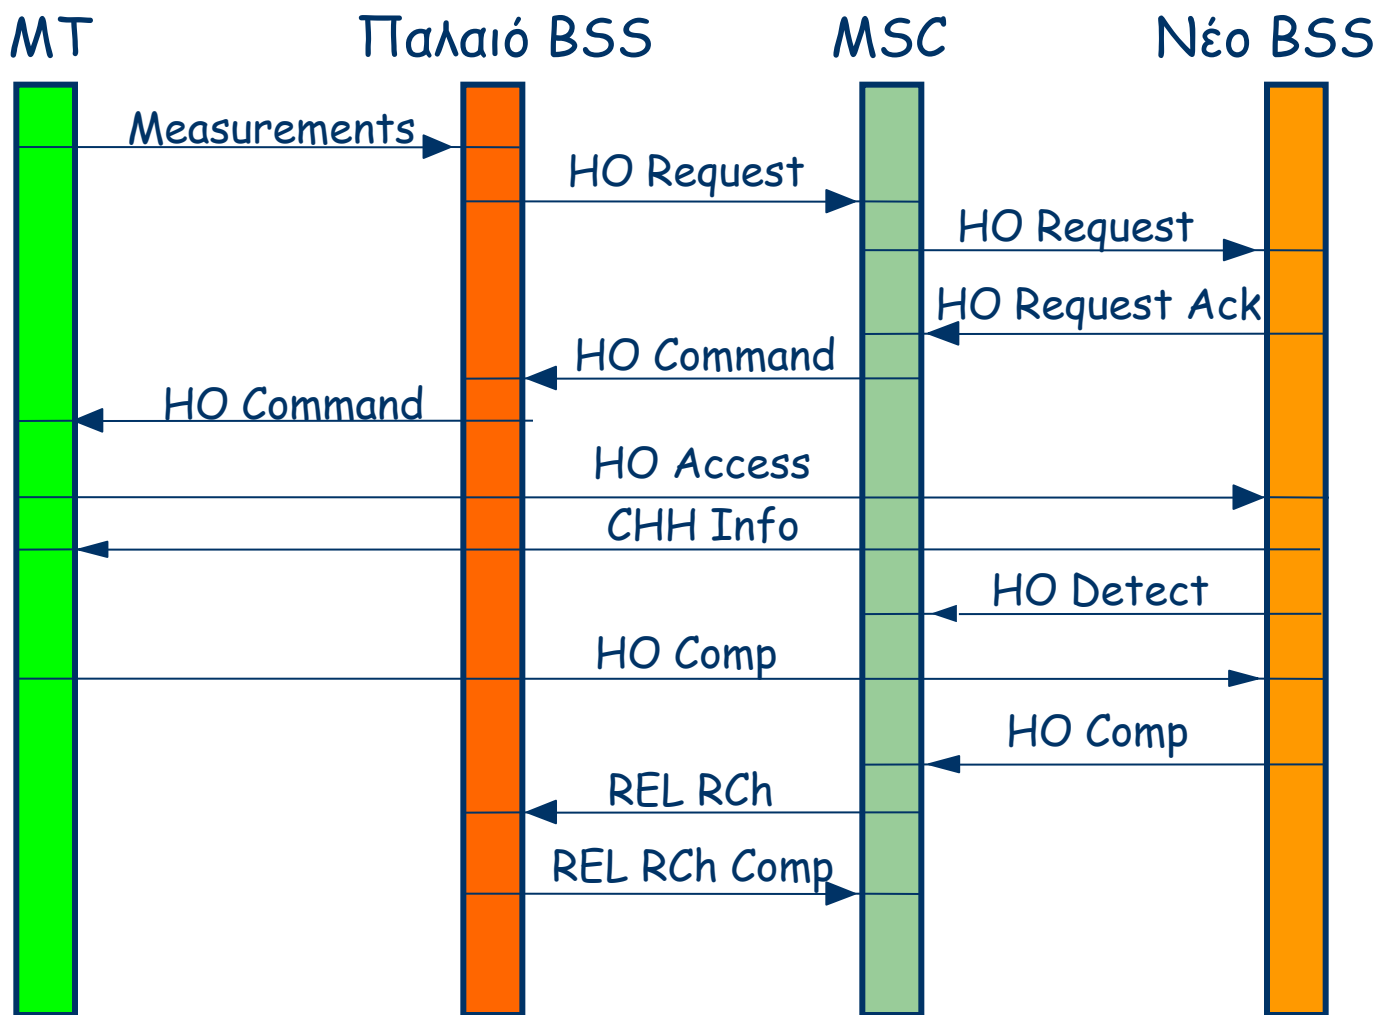 MT Παλαιό BSS MSC Νέο BSS
Measurements
HO Request
HO Request
HO Request Ack
HO Command
HO Command
HO Access
CHH Info
HO Detect
HO Comp
HO Comp
REL RCh
REL RCh Comp